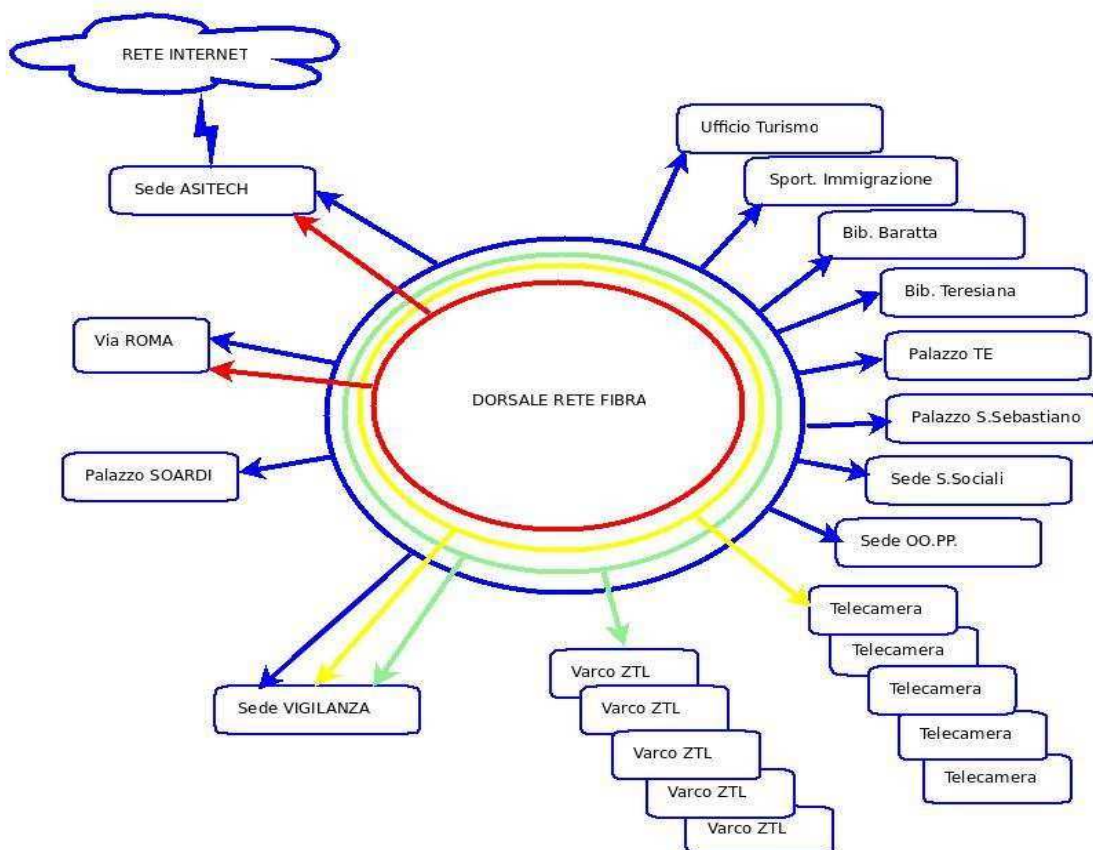 RETE INTERNET
Ufficio Turismo
Sede ASITECH
Sport. Immigrazione
Bib. Baratta
Bib. Teresiana
Via ROMA
Palazzo TE
DORSALE RETE FIBRA
Palazzo S.Sebastiano
Palazzo SOARDI
Sede S.Sociali
Sede OO.PP.
Telecamera
Telecamera
Telecamera
Telecamera
Telecamera
Sede VIGILANZA
Varco ZTL
Varco ZTL
Varco ZTL
Varco ZTL
Varco ZTL